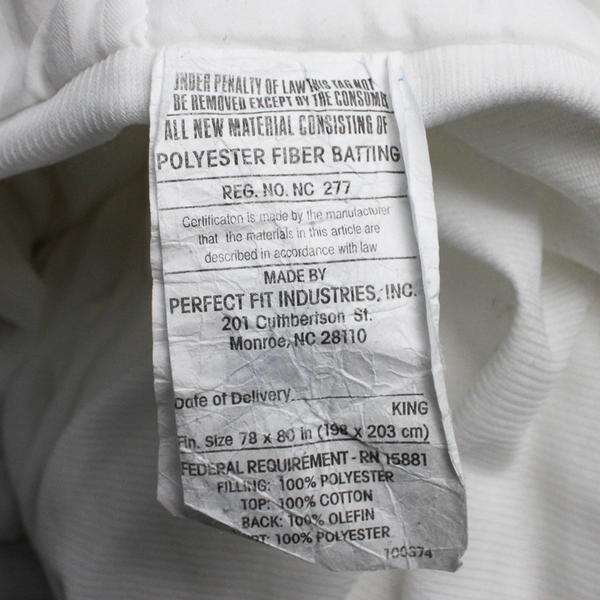 UNDER PENALTY OF LAW THIS TAG NOT
BE REMOVED EXCEPT BY THE CONSUME
ALL NEW MATERIAL CONSISTING OF
POLYESTER FIBER BATTING
REG. NO. NC 277
Certificaton is made by the manufacturer
that the materials in this article are
described in accordance with law
MADE BY
PERFECT FIT INDUSTRIES, INC.
201 Cuthbertson St.
Monroe, NC 28110
Date of Delivery
KING
Fin. Size 78 x 80 in (198 x 203 cm)
FEDERAL REQUIREMENT - RN 15881
FILLING: 100% POLYESTER
TOP: 100% COTTON
BACK: 100% OLEFIN
100% POLYESTER